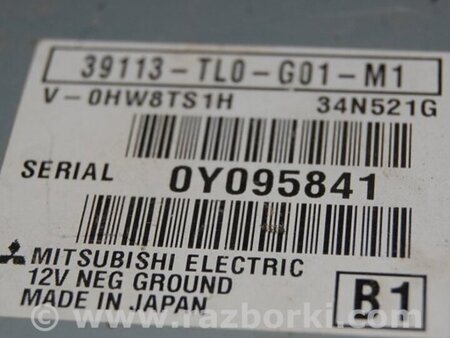 39113-TL0-G01-M1
V-0HW8TS1H 34N521G
SERIAL 0Y095841
MITSUBISHI ELECTRIC
12V NEG GROUND
MADE IN JAPAN
B1
www.razborki.com